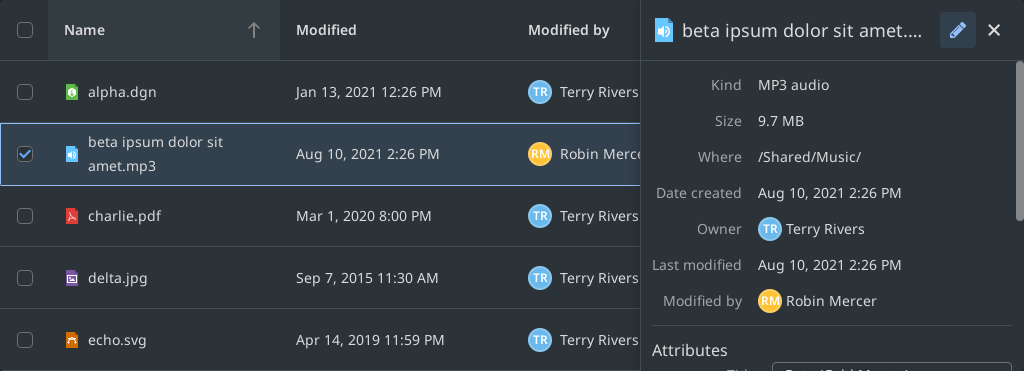 Name Modified Modified by
alpha.dgn Jan 13, 2021 12:26 PM TR Terry Rivers
beta ipsum dolor sit
amet.mp3 Aug 10, 2021 2:26 PM RM Robin Merce
charlie.pdf Mar 1, 2020 8:00 PM TR Terry Rivers
delta.jpg Sep 7, 2015 11:30 AM TR Terry Rivers
echo.svg Apr 14, 2019 11:59 PM TR Terry Rivers
beta ipsum dolor sit amet....
Kind MP3 audio
Size 9.7 MB
Where /Shared/Music/
Date created Aug 10, 2021 2:26 PM
Owner TR Terry Rivers
Last modified Aug 10, 2021 2:26 PM
Modified by RM Robin Mercer
Attributes